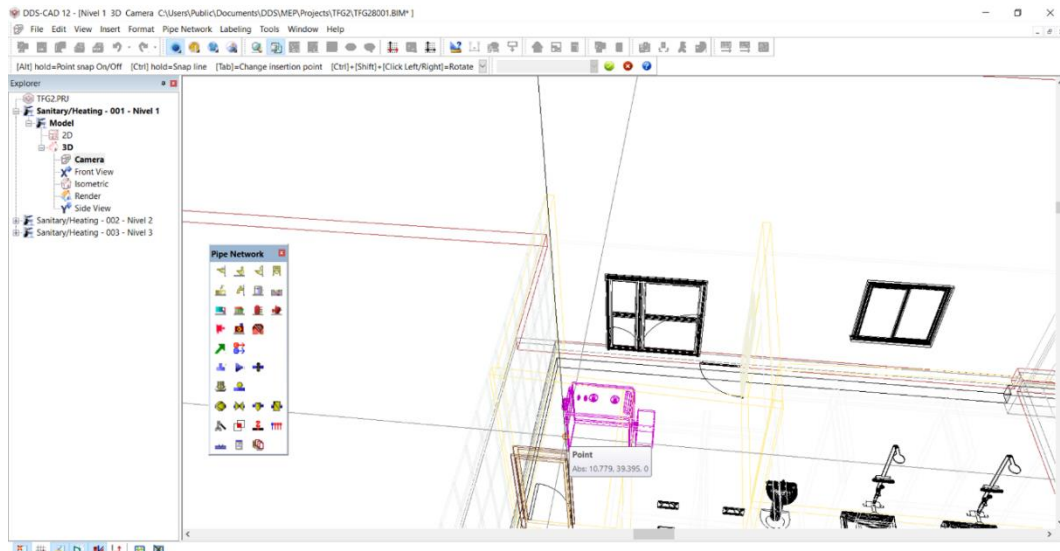 DDS-CAD 12 - [Nivel 1 3D Camera C:\Users\Public\Documents\DDS\MEP\Projects\TFG2\TFG28001.BIM* ]
File Edit View Insert Format Pipe Network Labeling Tools Window Help
[Alt] hold=Point snap On/Off [Ctrl] hold=Snap line [Tab]=Change insertion point [Ctrl]+[Shift]+[Click Left/Right]=Rotate
Explorer
TFG2.PRJ
Sanitary/Heating - 001 - Nivel 1
Model
2D
3D
Camera
Front View
Isometric
Render
Side View
Sanitary/Heating - 002 - Nivel 2
Sanitary/Heating - 003 - Nivel 3
Pipe Network
Point
Abs: 10.779, 39.395, 0